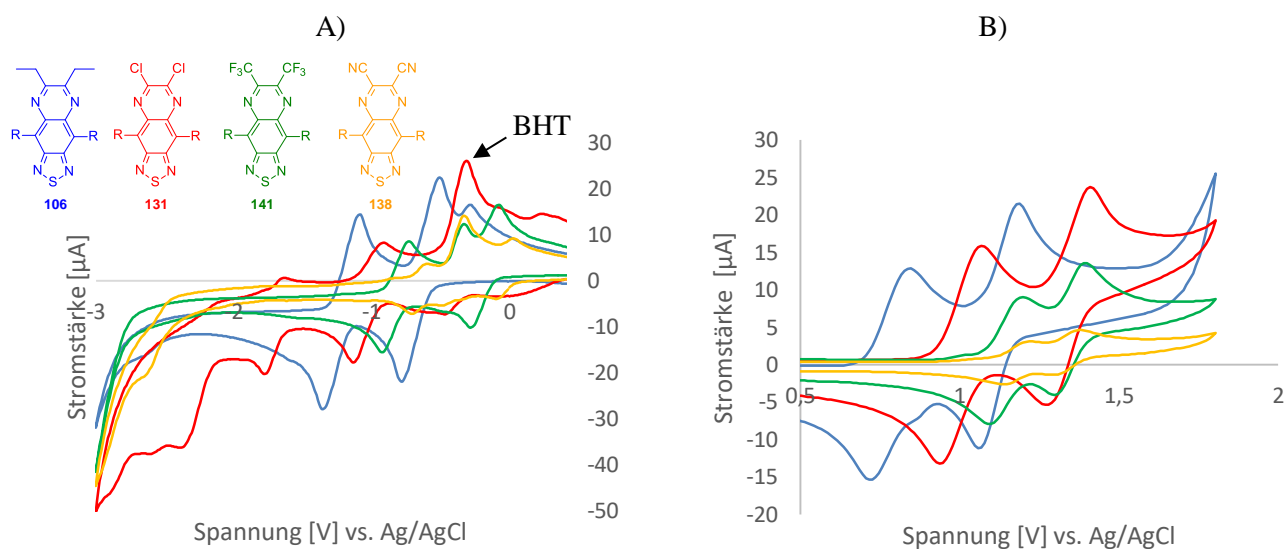 A)
B)
Cl Cl
F3C CF3
NC CN
N N
N N
N N
N N
R R
R R
R R
R R
N N
N N
N N
N N
S
S
S
S
106
131
141
138
BHT
30
20
10
0
-10
-20
-30
-40
-50
-3
-2
-1
0
Stromstärke [µA]
Spannung [V] vs. Ag/AgCl
30
25
20
15
10
5
0
-5
-10
-15
-20
0,5
1
1,5
2
Stromstärke [µA]
Spannung [V] vs. Ag/AgCl